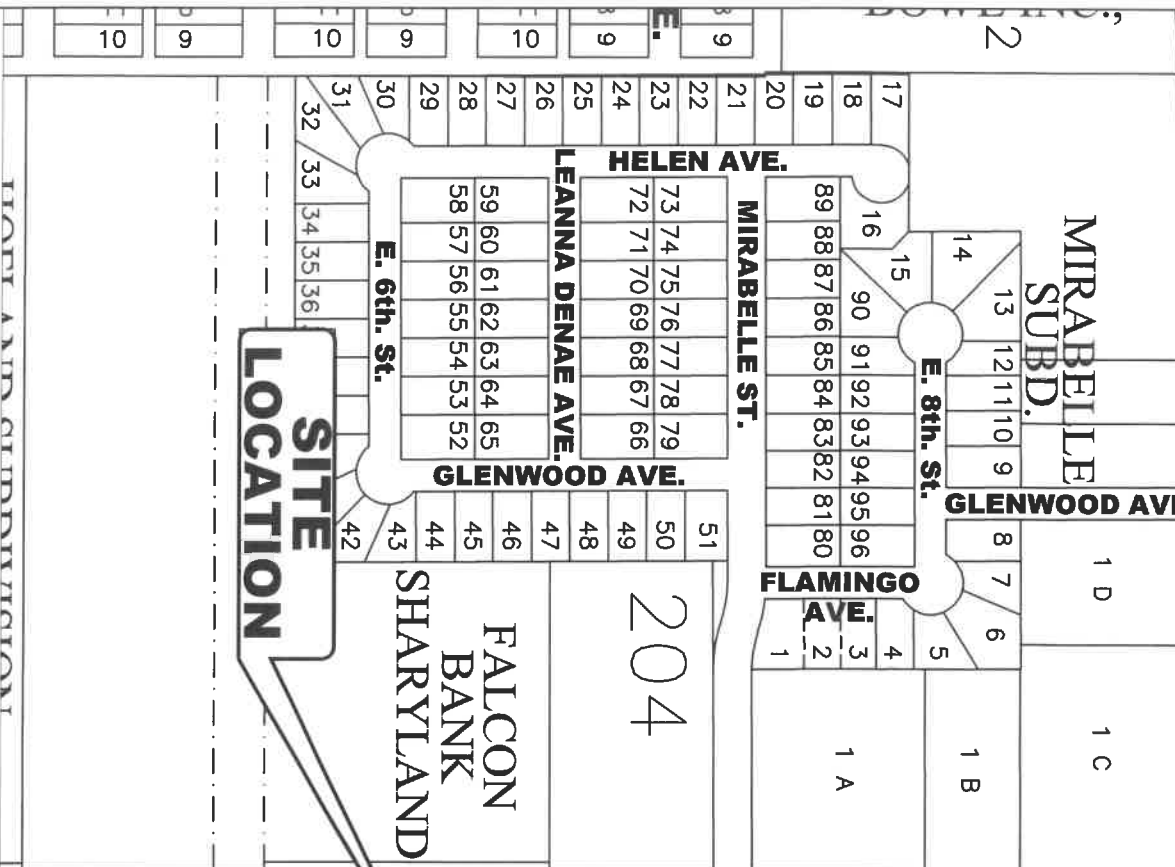 2
10 9 10 9 10 9 9
17
18
19
20
21
22
23
24
25
26
27
28
29
30
31
32
33
34
35
36
HELEN AVE.
LEANNA DENAE AVE.
MIRABELLE ST.
E. 6th. St.
E. 8th. St.
GLENWOOD AVE.
GLENWOOD AVE
FLAMINGO
AVE.
MIRABELLE
SUBD.
58 57 56 55 54 53 52
59 60 61 62 63 64 65
72 71 70 69 68 67 66
73 74 75 76 77 78 79
89 88 87 86 85 84 83 82 81 80
90 91 92 93 94 95 96
16
15
14
13
12
11
10
9
8
7
6
5
4
3
2
1
51
50
49
48
47
46
45
44
43
42
1 D
1 C
1 B
1 A
204
FALCON
BANK
SHARYLAND
SITE
LOCATION